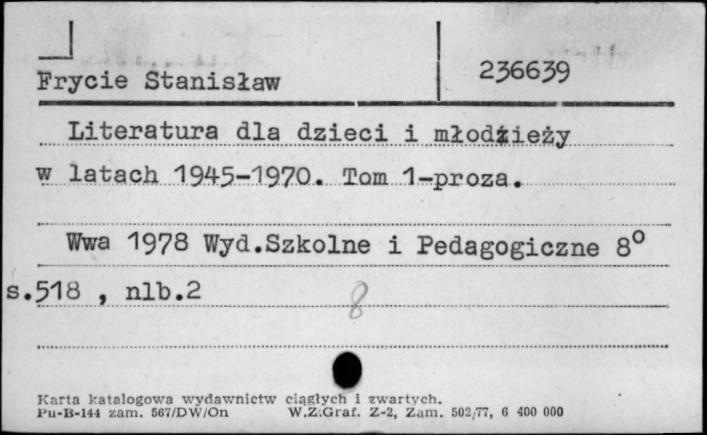 Frycie Stanisław
236639
Literatura dla dzieci i młodzieży
w latach 1945-1970. Tom 1-proza.
Wwa 1978 Wyd.Szkolne i Pedagogiczne 8°
s.518 , nlb.2
8
Karta katalogowa wydawnictw ciągłych i zwartych.
Pu-B-144 zam. 567/DW/On W.Z.Graf. Z-2, Zam. 502/77, 6 400 000